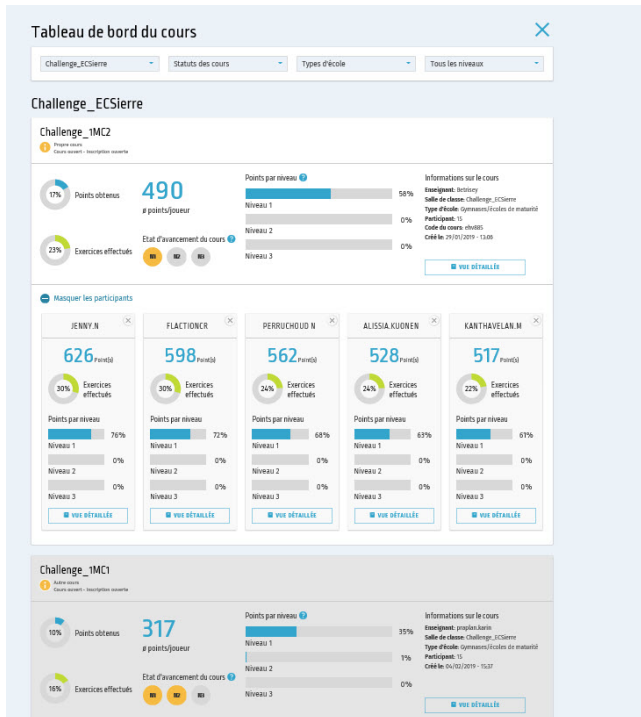 Tableau de bord du cours
Challenge_ECSierre
Statuts des cours
Types d'école
Tous les niveaux
Challenge_ECSierre
Challenge_1MC2
Propre cours
Cours ouvert - Inscription ouverte
17%
Points obtenus
490
ø points/joueur
23%
Exercices effectués
Etat d'avancement du cours
Points par niveau
58%
Niveau 1
0%
Niveau 2
0%
Niveau 3
Informations sur le cours
Enseignant:
Salle de classe: Challenge_ECSierre
Type d'école: Gymnases/écoles de maturité
Participant: 15
Code du cours:
Créé le: 29/01/2019 - 13:09
VUE DÉTAILLÉE
Masquer les participants
JENNY.N
626 Point(s)
30%
Exercices
effectués
Points par niveau
76%
Niveau 1
0%
Niveau 2
0%
Niveau 3
VUE DÉTAILLÉE
FLACTIONCR
598 Point(s)
30%
Exercices
effectués
Points par niveau
72%
Niveau 1
0%
Niveau 2
0%
Niveau 3
VUE DÉTAILLÉE
PERRUCHOUD N
562 Point(s)
24%
Exercices
effectués
Points par niveau
68%
Niveau 1
0%
Niveau 2
0%
Niveau 3
VUE DÉTAILLÉE
ALISSIA.KUONEN
528 Point(s)
24%
Exercices
effectués
Points par niveau
63%
Niveau 1
0%
Niveau 2
0%
Niveau 3
VUE DÉTAILLÉE
KANTHAVELAN.M
517 Point(s)
22%
Exercices
effectués
Points par niveau
61%
Niveau 1
0%
Niveau 2
0%
Niveau 3
VUE DÉTAILLÉE
Challenge_1MC1
Autre cours
Cours ouvert - Inscription ouverte
10%
Points obtenus
317
ø points/joueur
16%
Exercices effectués
Etat d'avancement du cours
Points par niveau
35%
Niveau 1
1%
Niveau 2
0%
Niveau 3
Informations sur le cours
Enseignant: praplan.karin
Salle de classe: Challenge_ECSierre
Type d'école: Gymnases/écoles de maturité
Participant: 15
Créé le: 04/02/2019 - 15:37
VUE DÉTAILLÉE